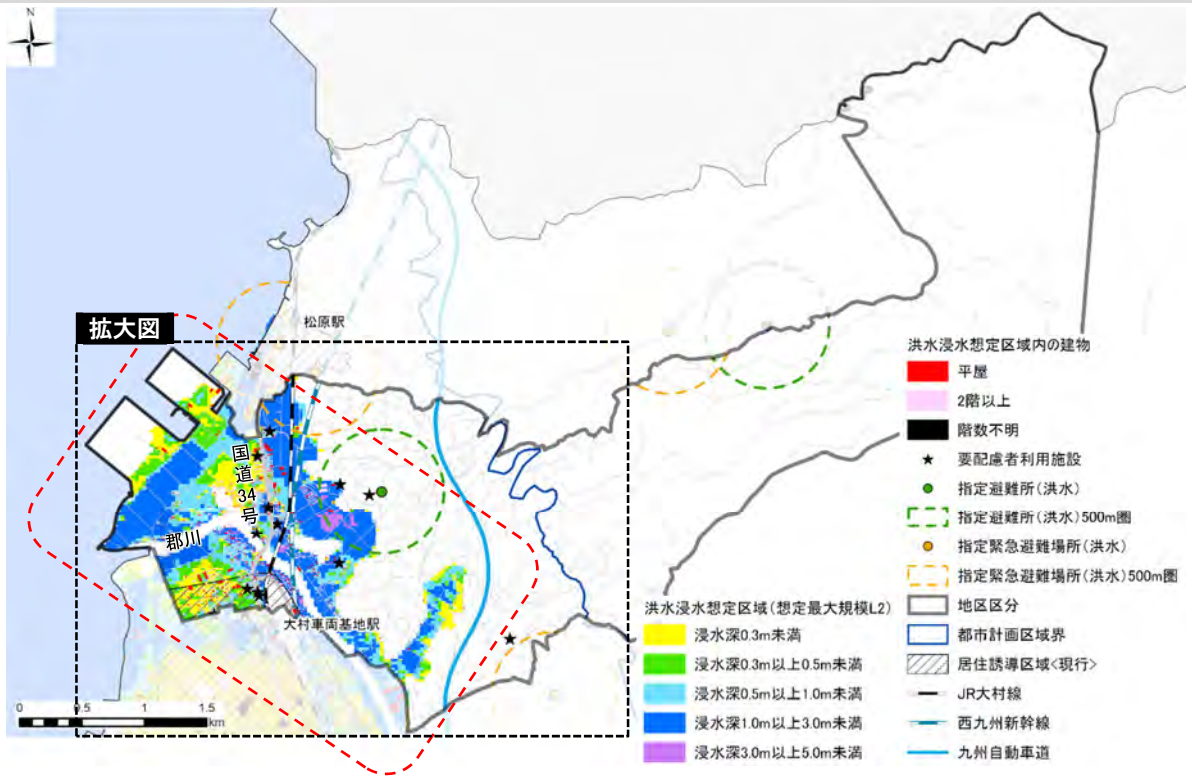 N
拡大図
松原駅
国道34号
郡川
大村車両基地駅
0 0.5 1 1.5
km
洪水浸水想定区域内の建物
平屋
2階以上
階数不明
要配慮者利用施設
指定避難所(洪水)
指定避難所(洪水)500m圏
指定緊急避難場所(洪水)
指定緊急避難場所(洪水)500m圏
地区区分
都市計画区域界
居住誘導区域<現行>
JR大村線
西九州新幹線
九州自動車道
洪水浸水想定区域(想定最大規模L2)
浸水深0.3m未満
浸水深0.3m以上0.5m未満
浸水深0.5m以上1.0m未満
浸水深1.0m以上3.0m未満
浸水深3.0m以上5.0m未満